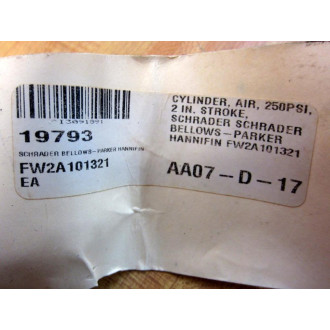 19793
SCHRADER BELLOWS-PARKER HANNIFIN
FW2A101321
EA
CYLINDER, AIR, 250PSI,
2 IN. STROKE,
SCHRADER SCHRADER
BELLOWS-PARKER
HANNIFIN FW2A101321
AA07-D-17